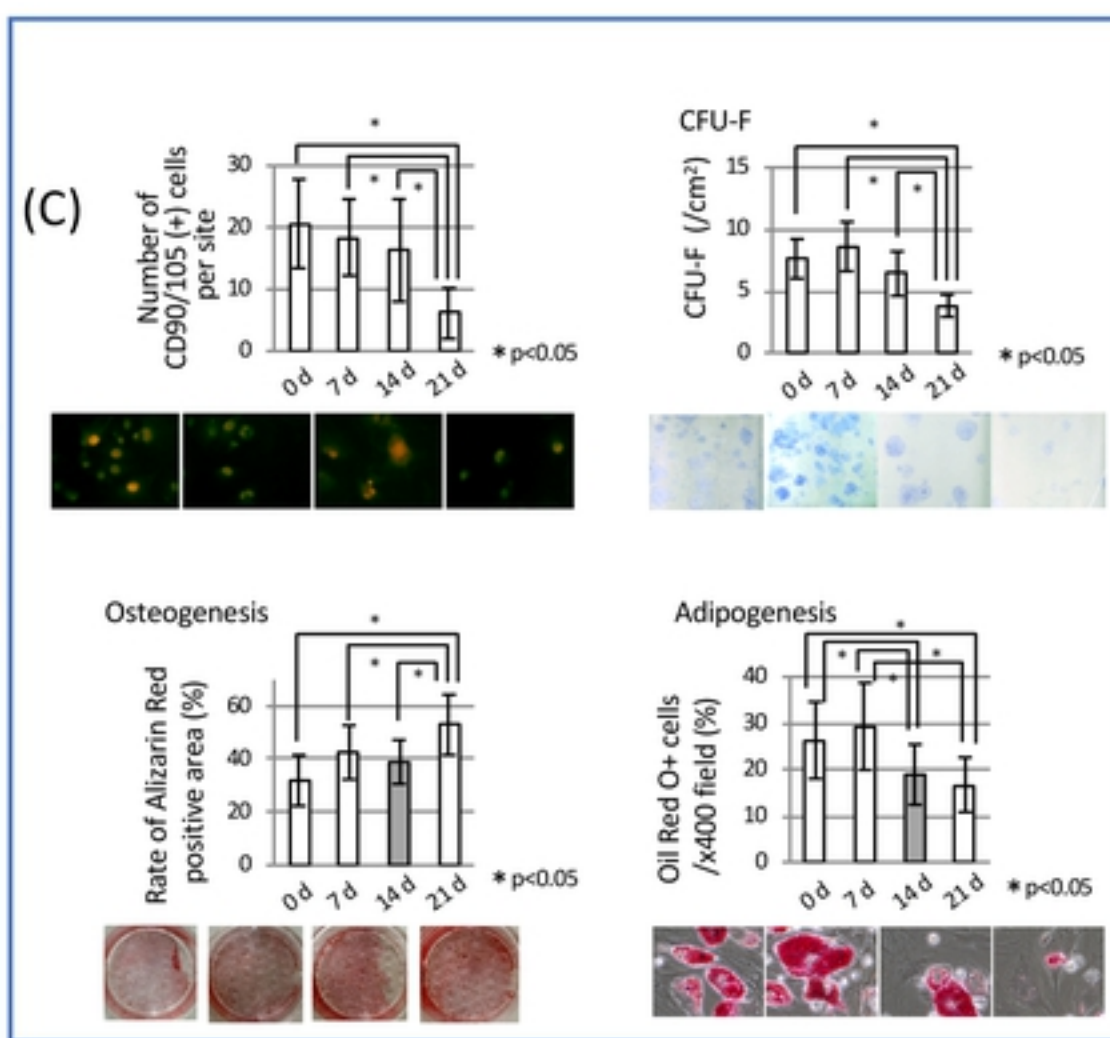 (C)
*
30
20
10
0
Number of
CD90/105 (+) cells
per site
*
*
0 d
7 d
14 d
21 d
* p<0.05
CFU-F
*
15
10
5
0
CFU-F (/cm²)
*
*
0 d
7 d
14 d
21 d
* p<0.05
Osteogenesis
*
60
40
20
0
Rate of Alizarin Red
positive area (%)
*
*
0 d
7 d
14 d
21 d
* p<0.05
Adipogenesis
*
40
30
20
10
0
Oil Red O+ cells
/x400 field (%)
*
*
*
0 d
7 d
14 d
21 d
* p<0.05